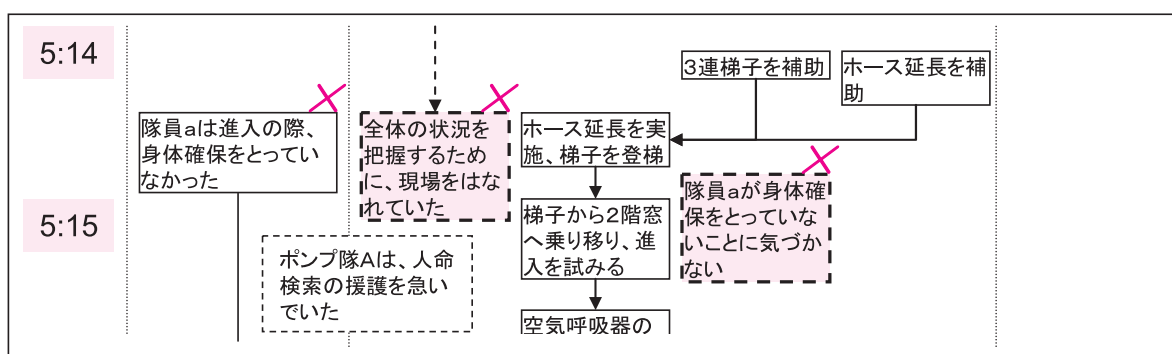 5:14
3連梯子を補助
ホース延長を補
助
隊員aは進入の際、
身体確保をとってい
なかった
全体の状況を
把握するため
に、現場をはな
れていた
ホース延長を実
施、梯子を登梯
隊員aが身体確
保をとっていな
いことに気づか
ない
5:15
梯子から2階窓
へ乗り移り、進
入を試みる
ポンプ隊Aは、人命
検索の援護を急い
でいた
空気呼吸器の